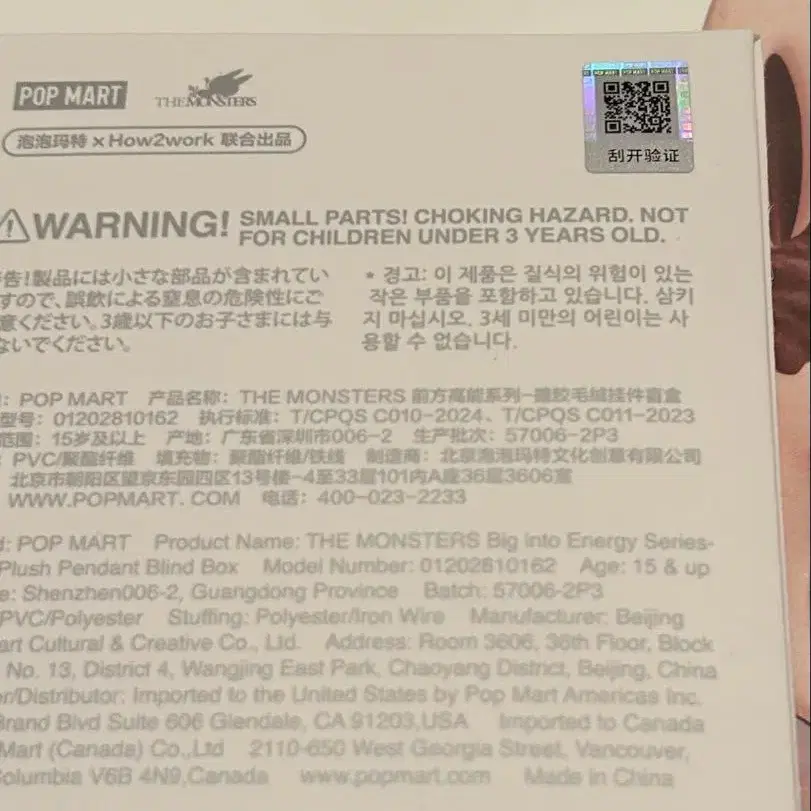 POP MART
THE MONSTERS
泡泡玛特 × How2work 联合出品
POP MART POP MART POP MART
刮开验证
WARNING! SMALL PARTS! CHOKING HAZARD. NOT
FOR CHILDREN UNDER 3 YEARS OLD.
告!製品には小さな部品が含まれてい
すので、誤飲による窒息の危険性にご
意ください。3歳以下のお子さまには与
ないでください。
* 경고: 이 제품은 질식의 위험이 있는
작은 부품을 포함하고 있습니다. 삼키
지 마십시오. 3세 미만의 어린이는 사
용할 수 없습니다.
: POP MART 产品名称: THE MONSTERS 前方高能系列-搪胶毛绒挂件盲盒
型号: 01202810162 执行标准: T/CPQS C010-2024、T/CPQS C011-2023
范围: 15岁及以上 产地: 广东省深圳市006-2 生产批次: 57006-2P3
: PVC/聚酯纤维 填充物: 聚酯纤维/铁线 制造商: 北京泡泡玛特文化创意有限公司
北京市朝阳区望京东园四区13号楼-4至33层101内A座36层3606室
WWW.POPMART.COM 电话: 400-023-2233
d: POP MART Product Name: THE MONSTERS Big into Energy Series-
Plush Pendant Blind Box Model Number: 01202810162 Age: 15 & up
e: Shenzhen006-2, Guangdong Province Batch: 57006-2P3
PVC/Polyester Stuffing: Polyester/Iron Wire Manufacturer: Beijing
art Cultural & Creative Co., Ltd. Address: Room 3606, 36th Floor, Block
No. 13, District 4, Wangjing East Park, Chaoyang District, Beijing, China
er/Distributor: Imported to the United States by Pop Mart Americas Inc.
Brand Blvd Suite 606 Glendale, CA 91203,USA Imported to Canada
Mart (Canada) Co.,Ltd 2110-650 West Georgia Street, Vancouver,
Columbia V6B 4N9,Canada www.popmart.com Made in China